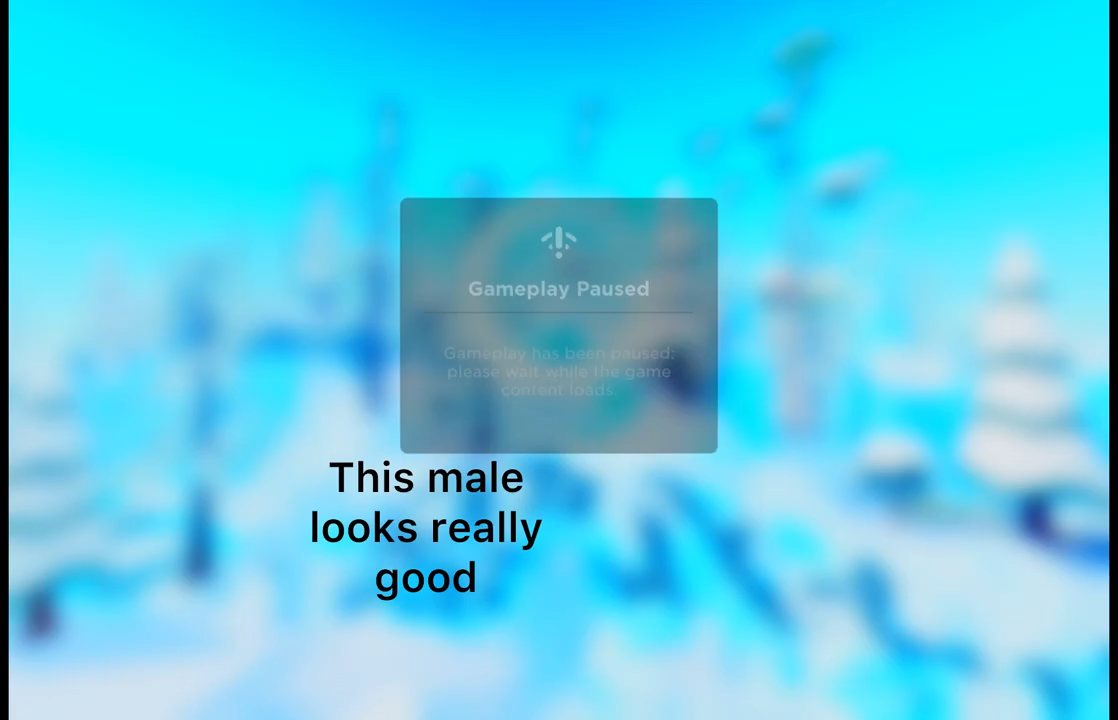 Gameplay Paused
Gameplay has been paused;
please wait while the game
content loads.
This male
looks really
good